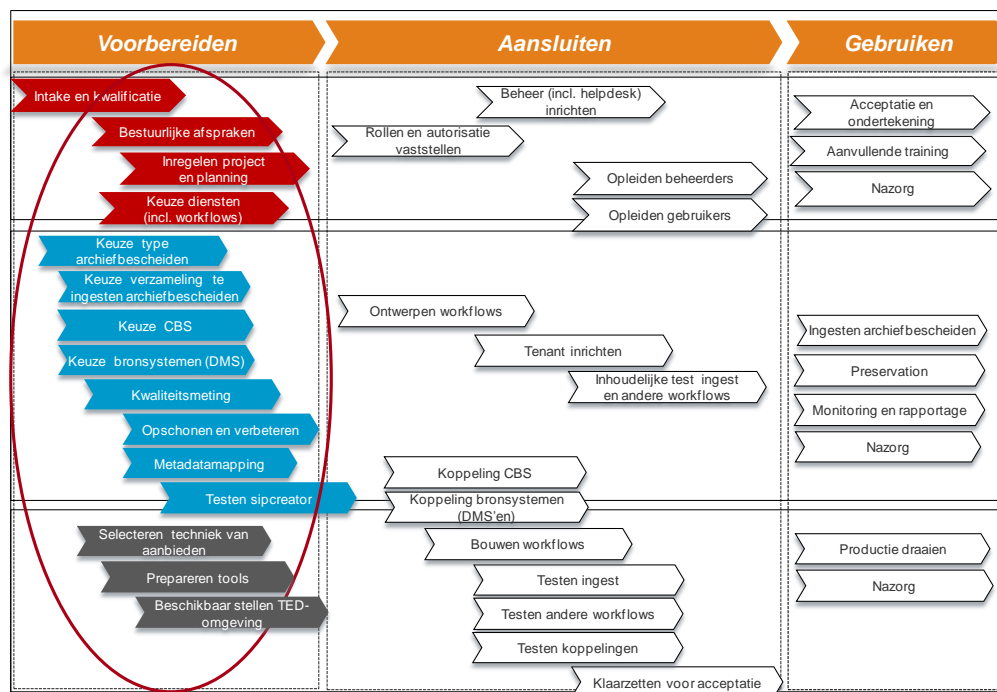 Voorbereiden
Aansluiten
Gebruiken
Intake en kwalificatie
Bestuurlijke afspraken
Inregelen project
en planning
Keuze diensten
(incl. workflows)
Keuze type
archiefbescheiden
Keuze verzameling te
ingesten archiefbescheiden
Keuze CBS
Keuze bronsystemen (DMS)
Kwaliteitsmeting
Opschonen en verbeteren
Metadatamapping
Testen sipcreator
Selecteren techniek van
aanbieden
Prepareren tools
Beschikbaar stellen TED-
omgeving
Beheer (incl. helpdesk)
inrichten
Rollen en autorisatie
vaststellen
Opleiden beheerders
Opleiden gebruikers
Ontwerpen workflows
Tenant inrichten
Inhoudelijke test ingest
en andere workflows
Koppeling CBS
Koppeling bronsystemen
(DMS'en)
Bouwen workflows
Testen ingest
Testen andere workflows
Testen koppelingen
Klaarzetten voor acceptatie
Acceptatie en
ondertekening
Aanvullende training
Nazorg
Ingesten archiefbescheiden
Preservation
Monitoring en rapportage
Nazorg
Productie draaien
Nazorg